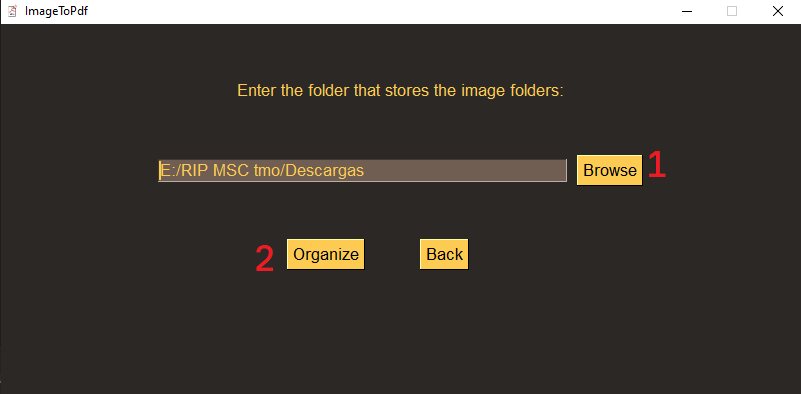 ImageToPdf
Enter the folder that stores the image folders:
E:/RIP MSC tmo/Descargas
Browse 1
2 Organize Back